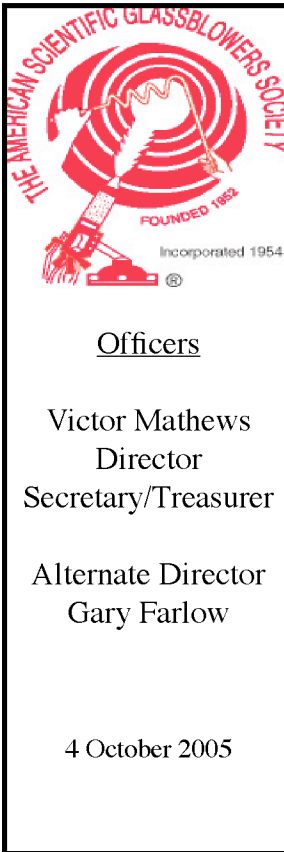 THE AMERICAN SCIENTIFIC GLASSBLOWERS SOCIETY
FOUNDED 1952
Incorporated 1954
®
Officers
Victor Mathews
Director
Secretary/Treasurer
Alternate Director
Gary Farlow
4 October 2005